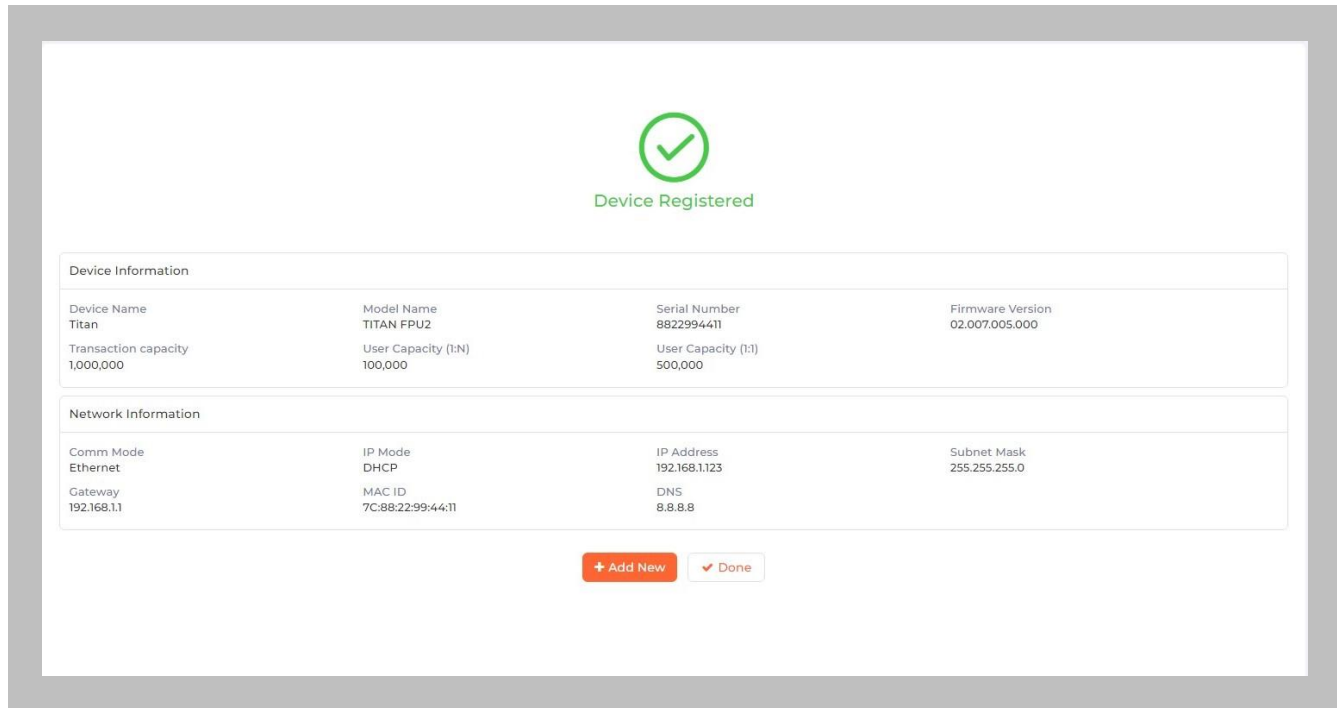 Device Registered
Device Information
Device Name Model Name Serial Number Firmware Version
Titan TITAN FPU2 8822994411 02.007.005.000
Transaction capacity User Capacity (1:N) User Capacity (1:1)
1,000,000 100,000 500,000
Network Information
Comm Mode IP Mode IP Address Subnet Mask
Ethernet DHCP 192.168.1.123 255.255.255.0
Gateway MAC ID DNS
192.168.1.1 7C:88:22:99:44:11 8.8.8.8
+ Add New ✔ Done